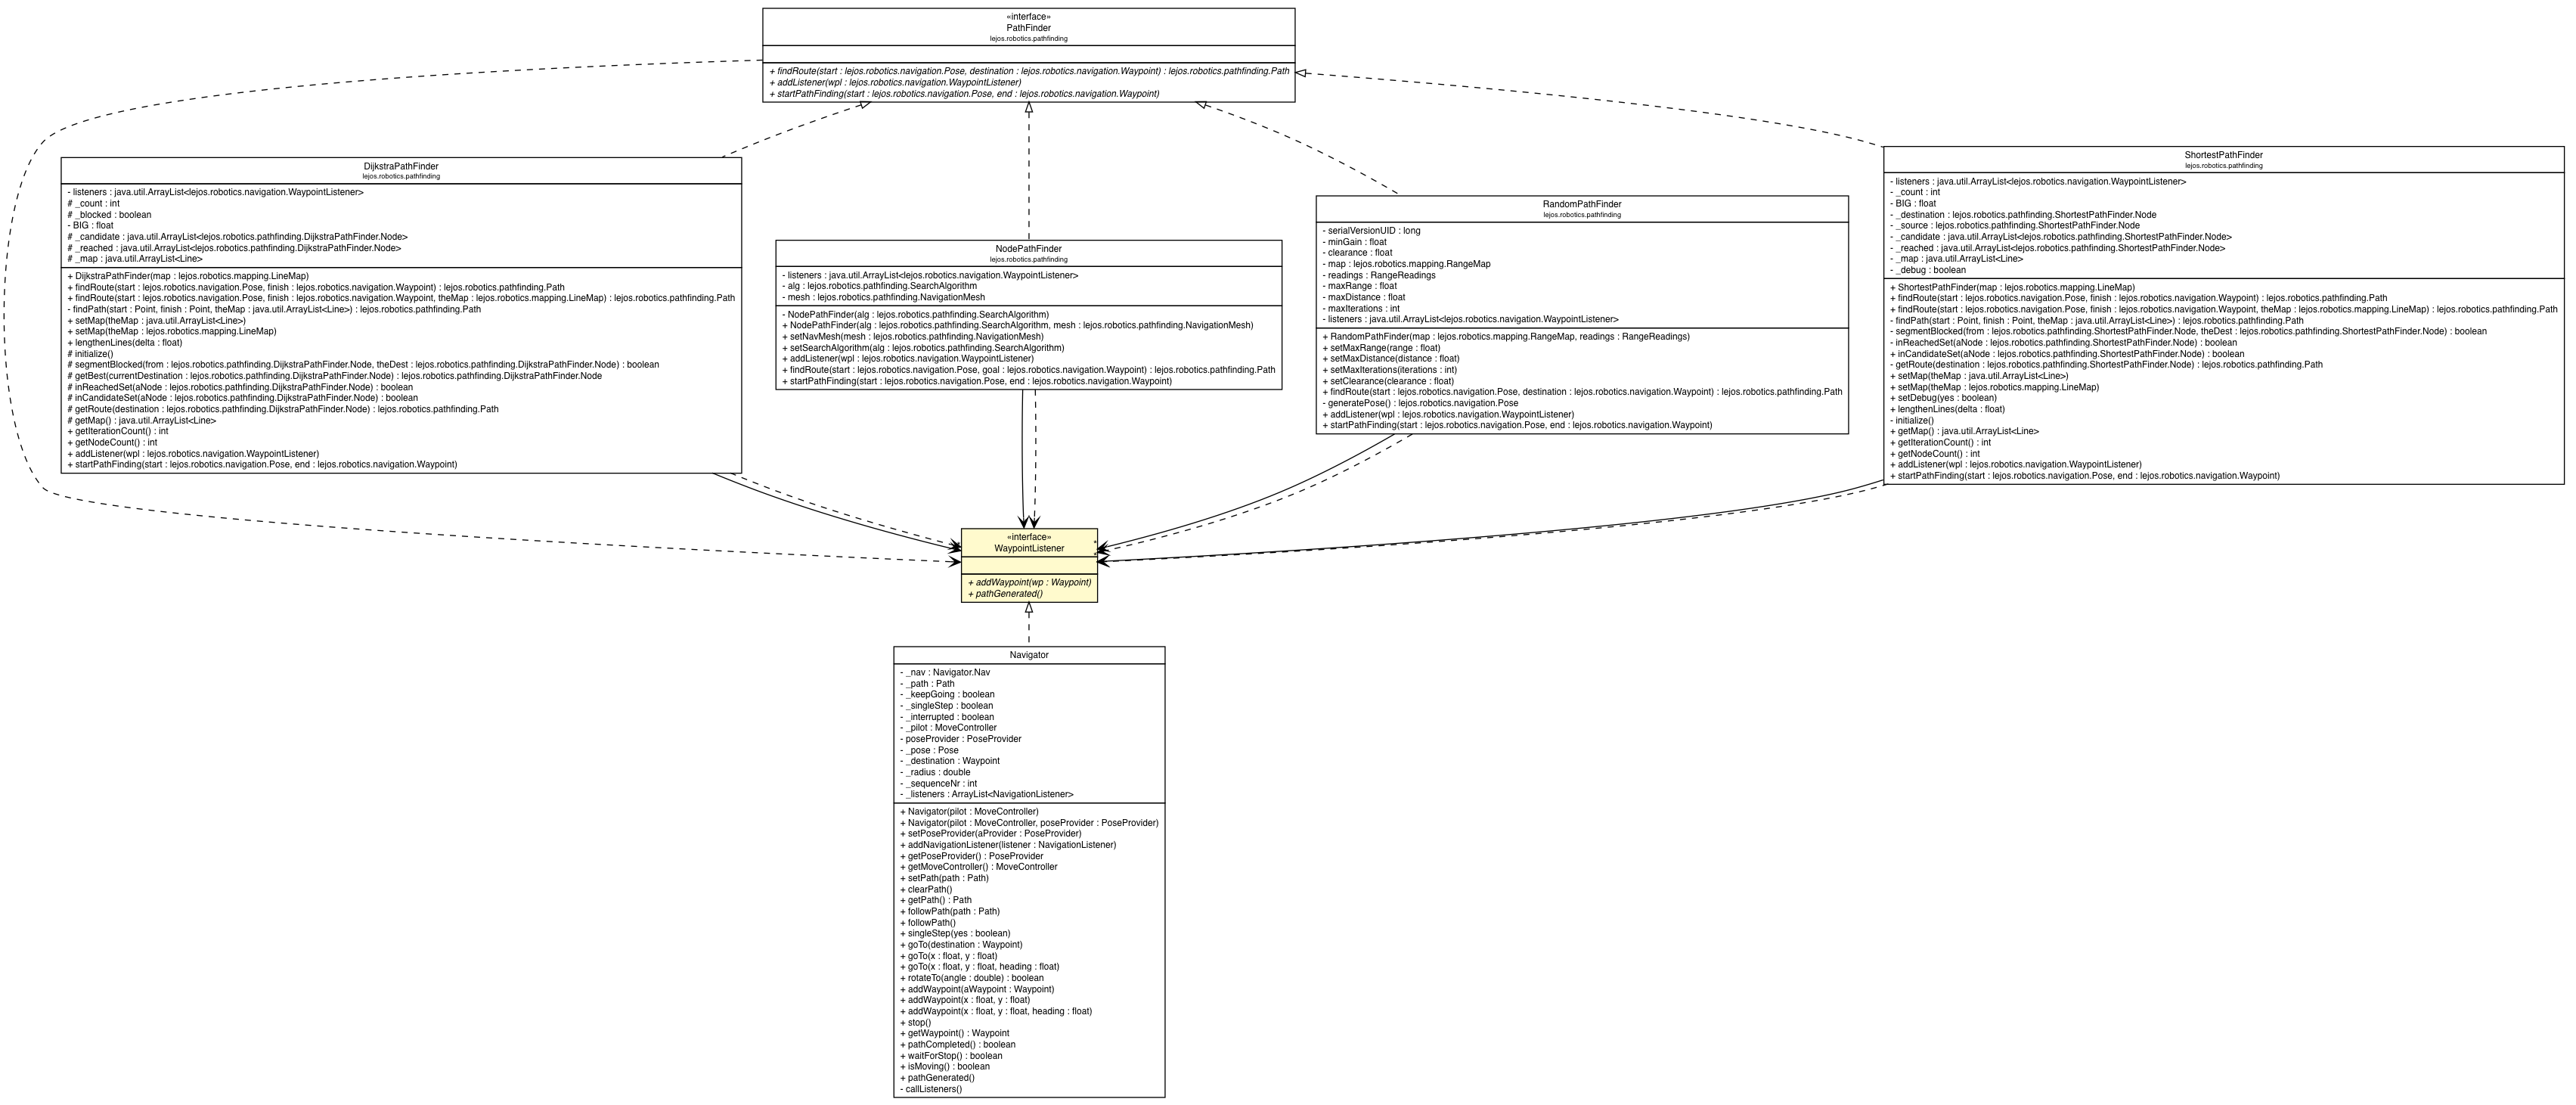 «interface»
PathFinder
lejos.robotics.pathfinding
+ findRoute(start : lejos.robotics.navigation.Pose, destination : lejos.robotics.navigation.Waypoint) : lejos.robotics.pathfinding.Path
+ addListener(wpl : lejos.robotics.navigation.WaypointListener)
+ startPathFinding(start : lejos.robotics.navigation.Pose, end : lejos.robotics.navigation.Waypoint)
DijkstraPathFinder
lejos.robotics.pathfinding
- listeners : java.util.ArrayList<lejos.robotics.navigation.WaypointListener>
# _count : int
# _blocked : boolean
- BIG : float
# _candidate : java.util.ArrayList<lejos.robotics.pathfinding.DijkstraPathFinder.Node>
# _reached : java.util.ArrayList<lejos.robotics.pathfinding.DijkstraPathFinder.Node>
# _map : java.util.ArrayList<Line>
+ DijkstraPathFinder(map : lejos.robotics.mapping.LineMap)
+ findRoute(start : lejos.robotics.navigation.Pose, finish : lejos.robotics.navigation.Waypoint) : lejos.robotics.pathfinding.Path
+ findRoute(start : lejos.robotics.navigation.Pose, finish : lejos.robotics.navigation.Waypoint, theMap : lejos.robotics.mapping.LineMap) : lejos.robotics.pathfinding.Path
- findPath(start : Point, finish : Point, theMap : java.util.ArrayList<Line>) : lejos.robotics.pathfinding.Path
+ setMap(theMap : java.util.ArrayList<Line>)
+ setMap(theMap : lejos.robotics.mapping.LineMap)
+ lengthenLines(delta : float)
# initialize()
# segmentBlocked(from : lejos.robotics.pathfinding.DijkstraPathFinder.Node, theDest : lejos.robotics.pathfinding.DijkstraPathFinder.Node) : boolean
# getBest(currentDestination : lejos.robotics.pathfinding.DijkstraPathFinder.Node) : lejos.robotics.pathfinding.DijkstraPathFinder.Node
# inReachedSet(aNode : lejos.robotics.pathfinding.DijkstraPathFinder.Node) : boolean
# inCandidateSet(aNode : lejos.robotics.pathfinding.DijkstraPathFinder.Node) : boolean
# getRoute(destination : lejos.robotics.pathfinding.DijkstraPathFinder.Node) : lejos.robotics.pathfinding.Path
# getMap() : java.util.ArrayList<Line>
+ getIterationCount() : int
+ getNodeCount() : int
+ addListener(wpl : lejos.robotics.navigation.WaypointListener)
+ startPathFinding(start : lejos.robotics.navigation.Pose, end : lejos.robotics.navigation.Waypoint)
NodePathFinder
lejos.robotics.pathfinding
- listeners : java.util.ArrayList<lejos.robotics.navigation.WaypointListener>
- alg : lejos.robotics.pathfinding.SearchAlgorithm
- mesh : lejos.robotics.pathfinding.NavigationMesh
- NodePathFinder(alg : lejos.robotics.pathfinding.SearchAlgorithm)
+ NodePathFinder(alg : lejos.robotics.pathfinding.SearchAlgorithm, mesh : lejos.robotics.pathfinding.NavigationMesh)
+ setNavMesh(mesh : lejos.robotics.pathfinding.NavigationMesh)
+ setSearchAlgorithm(alg : lejos.robotics.pathfinding.SearchAlgorithm)
+ addListener(wpl : lejos.robotics.navigation.WaypointListener)
+ findRoute(start : lejos.robotics.navigation.Pose, goal : lejos.robotics.navigation.Waypoint) : lejos.robotics.pathfinding.Path
+ startPathFinding(start : lejos.robotics.navigation.Pose, end : lejos.robotics.navigation.Waypoint)
RandomPathFinder
lejos.robotics.pathfinding
- serialVersionUID : long
- minGain : float
- clearance : float
- map : lejos.robotics.mapping.RangeMap
- readings : RangeReadings
- maxRange : float
- maxDistance : float
- maxIterations : int
- listeners : java.util.ArrayList<lejos.robotics.navigation.WaypointListener>
+ RandomPathFinder(map : lejos.robotics.mapping.RangeMap, readings : RangeReadings)
+ setMaxRange(range : float)
+ setMaxDistance(distance : float)
+ setMaxIterations(iterations : int)
+ setClearance(clearance : float)
+ findRoute(start : lejos.robotics.navigation.Pose, destination : lejos.robotics.navigation.Waypoint) : lejos.robotics.pathfinding.Path
- generatePose() : lejos.robotics.navigation.Pose
+ addListener(wpl : lejos.robotics.navigation.WaypointListener)
+ startPathFinding(start : lejos.robotics.navigation.Pose, end : lejos.robotics.navigation.Waypoint)
ShortestPathFinder
lejos.robotics.pathfinding
- listeners : java.util.ArrayList<lejos.robotics.navigation.WaypointListener>
- _count : int
- BIG : float
- _destination : lejos.robotics.pathfinding.ShortestPathFinder.Node
- _source : lejos.robotics.pathfinding.ShortestPathFinder.Node
- _candidate : java.util.ArrayList<lejos.robotics.pathfinding.ShortestPathFinder.Node>
- _reached : java.util.ArrayList<lejos.robotics.pathfinding.ShortestPathFinder.Node>
- _map : java.util.ArrayList<Line>
- _debug : boolean
+ ShortestPathFinder(map : lejos.robotics.mapping.LineMap)
+ findRoute(start : lejos.robotics.navigation.Pose, finish : lejos.robotics.navigation.Waypoint) : lejos.robotics.pathfinding.Path
+ findRoute(start : lejos.robotics.navigation.Pose, finish : lejos.robotics.navigation.Waypoint, theMap : lejos.robotics.mapping.LineMap) : lejos.robotics.pathfinding.Path
- findPath(start : Point, finish : Point, theMap : java.util.ArrayList<Line>) : lejos.robotics.pathfinding.Path
- segmentBlocked(from : lejos.robotics.pathfinding.ShortestPathFinder.Node, theDest : lejos.robotics.pathfinding.ShortestPathFinder.Node) : boolean
- inReachedSet(aNode : lejos.robotics.pathfinding.ShortestPathFinder.Node) : boolean
+ inCandidateSet(aNode : lejos.robotics.pathfinding.ShortestPathFinder.Node) : boolean
- getRoute(destination : lejos.robotics.pathfinding.ShortestPathFinder.Node) : lejos.robotics.pathfinding.Path
+ setMap(theMap : java.util.ArrayList<Line>)
+ setMap(theMap : lejos.robotics.mapping.LineMap)
+ setDebug(yes : boolean)
+ lengthenLines(delta : float)
- initialize()
+ getMap() : java.util.ArrayList<Line>
+ getIterationCount() : int
+ getNodeCount() : int
+ addListener(wpl : lejos.robotics.navigation.WaypointListener)
+ startPathFinding(start : lejos.robotics.navigation.Pose, end : lejos.robotics.navigation.Waypoint)
«interface»
WaypointListener
+ addWaypoint(wp : Waypoint)
+ pathGenerated()
Navigator
- _nav : Navigator.Nav
- _path : Path
- _keepGoing : boolean
- _singleStep : boolean
- _interrupted : boolean
- _pilot : MoveController
- poseProvider : PoseProvider
- _pose : Pose
- _destination : Waypoint
- _radius : double
- _sequenceNr : int
- _listeners : ArrayList<NavigationListener>
+ Navigator(pilot : MoveController)
+ Navigator(pilot : MoveController, poseProvider : PoseProvider)
+ setPoseProvider(aProvider : PoseProvider)
+ addNavigationListener(listener : NavigationListener)
+ getPoseProvider() : PoseProvider
+ getMoveController() : MoveController
+ setPath(path : Path)
+ clearPath()
+ getPath() : Path
+ followPath(path : Path)
+ followPath()
+ singleStep(yes : boolean)
+ goTo(destination : Waypoint)
+ goTo(x : float, y : float)
+ goTo(x : float, y : float, heading : float)
+ rotateTo(angle : double) : boolean
+ addWaypoint(aWaypoint : Waypoint)
+ addWaypoint(x : float, y : float)
+ addWaypoint(x : float, y : float, heading : float)
+ stop()
+ getWaypoint() : Waypoint
+ pathCompleted() : boolean
+ waitForStop() : boolean
+ isMoving() : boolean
+ pathGenerated()
- callListeners()